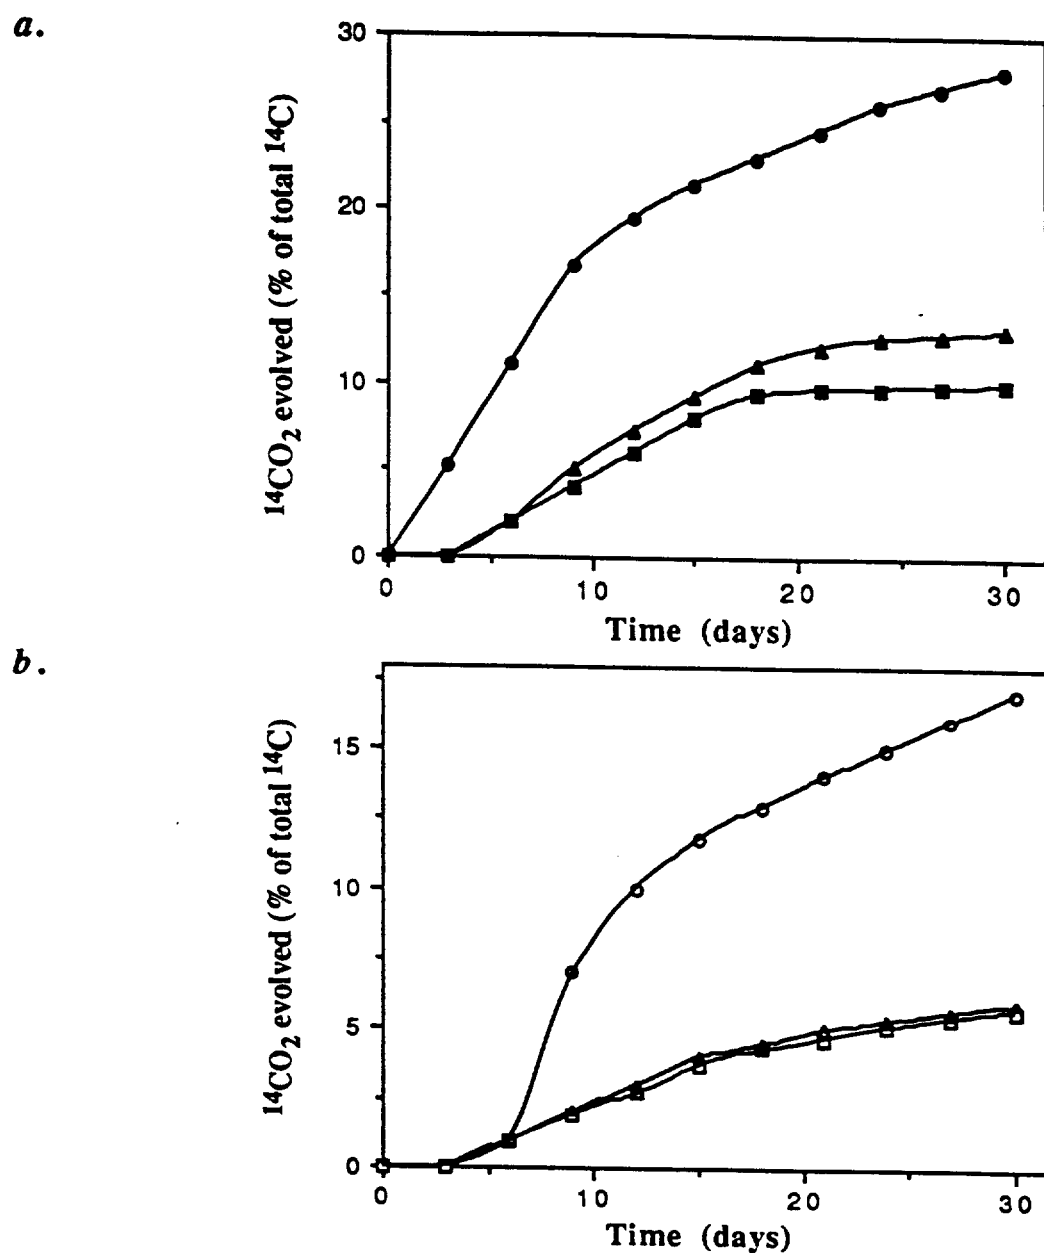 a.
30
20
10
0
¹⁴CO₂ evolved (% of total ¹⁴C)
0 10 20 30
Time (days)
b.
15
10
5
0
¹⁴CO₂ evolved (% of total ¹⁴C)
0 10 20 30
Time (days)